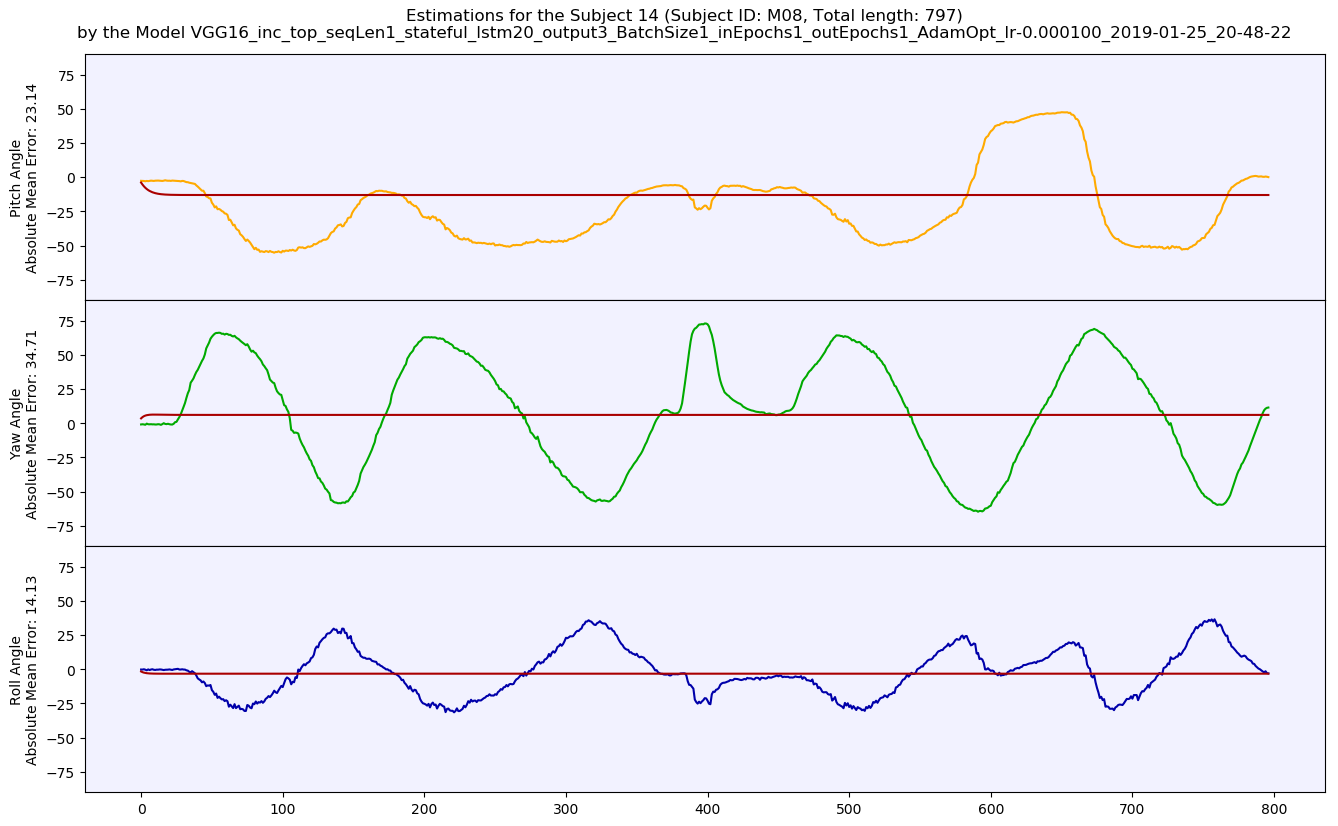 Estimations for the Subject 14 (Subject ID: M08, Total length: 797)
by the Model VGG16_inc_top_seqLen1_stateful_lstm20_output3_BatchSize1_inEpochs1_outEpochs1_AdamOpt_lr-0.000100_2019-01-25_20-48-22
Pitch Angle
Absolute Mean Error: 23.14
75
50
25
0
−25
−50
−75
Yaw Angle
Absolute Mean Error: 34.71
75
50
25
0
−25
−50
−75
Roll Angle
Absolute Mean Error: 14.13
75
50
25
0
−25
−50
−75
0 100 200 300 400 500 600 700 800